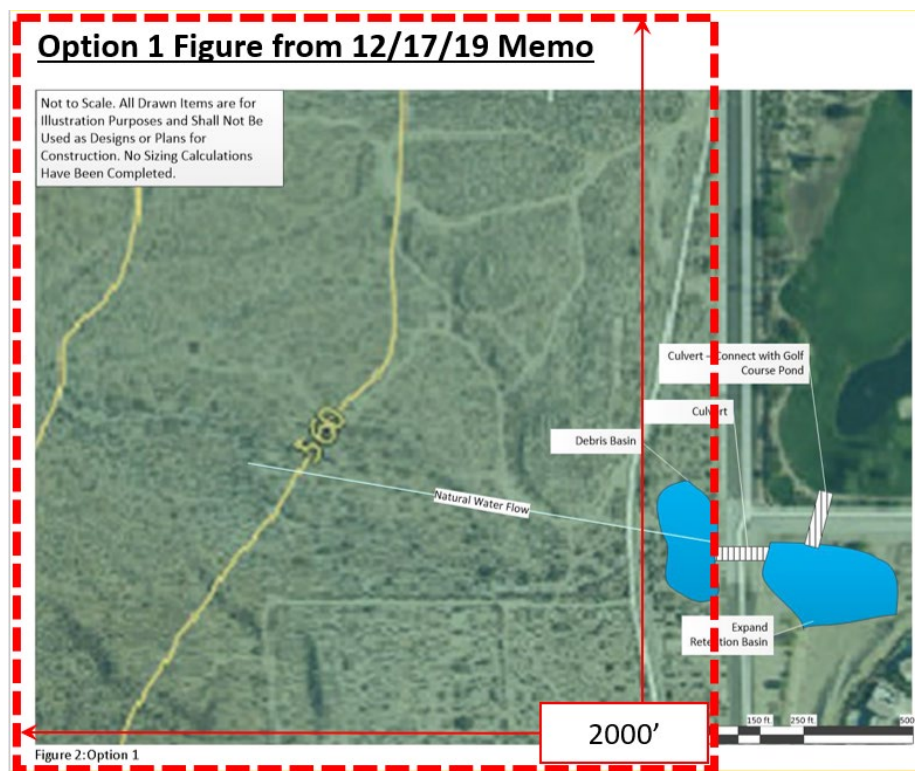 Option 1 Figure from 12/17/19 Memo
Not to Scale. All Drawn Items are for
Illustration Purposes and Shall Not Be
Used as Designs or Plans for
Construction. No Sizing Calculations
Have Been Completed.
Culvert – Connect with Golf
Course Pond
Culvert
Debris Basin
560
Natural Water Flow
Expand
Retention Basin
150 ft.
250 ft.
500
2000'
Figure 2:Option 1